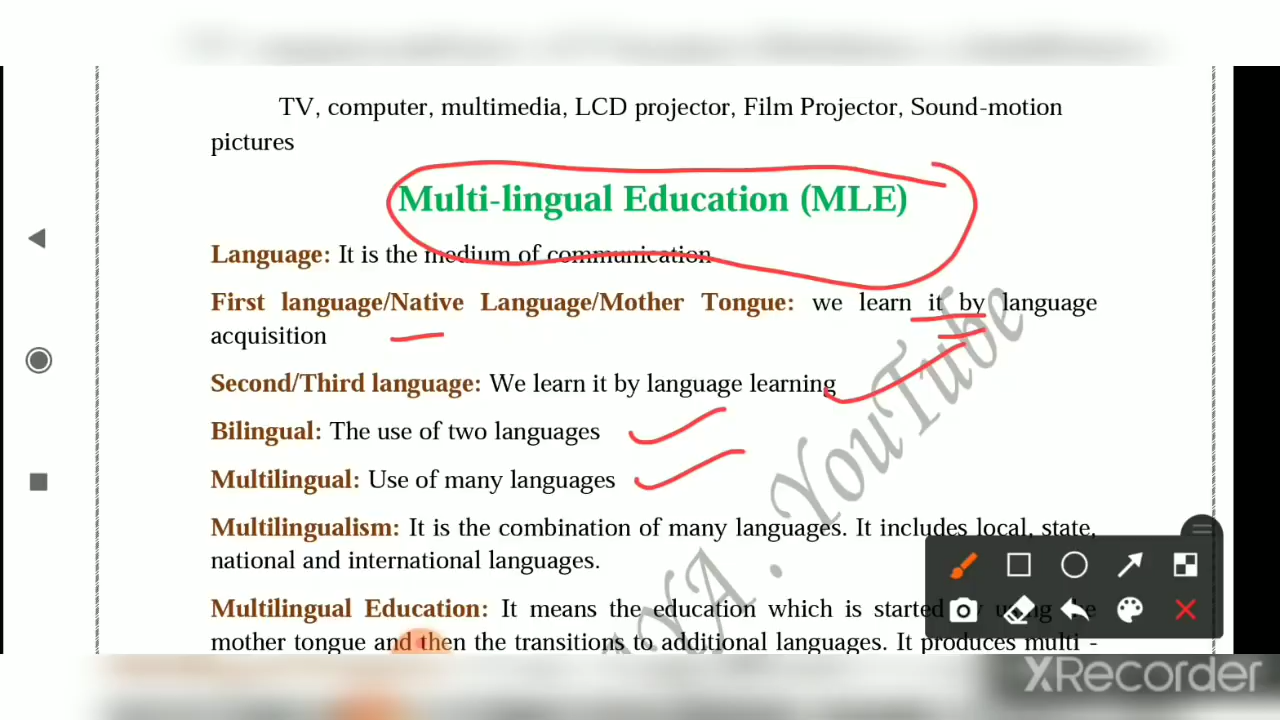 TV, computer, multimedia, LCD projector, Film Projector, Sound-motion
pictures
Multi-lingual Education (MLE)
Language: It is the medium of communication
First language/Native Language/Mother Tongue: we learn it by language
acquisition
Second/Third language: We learn it by language learning
Bilingual: The use of two languages
Multilingual: Use of many languages
Multilingualism: It is the combination of many languages. It includes local, state,
national and international languages.
Multilingual Education: It means the education which is started by using the
mother tongue and then the transitions to additional languages. It produces multi -
YA . YouTube
XRecorder